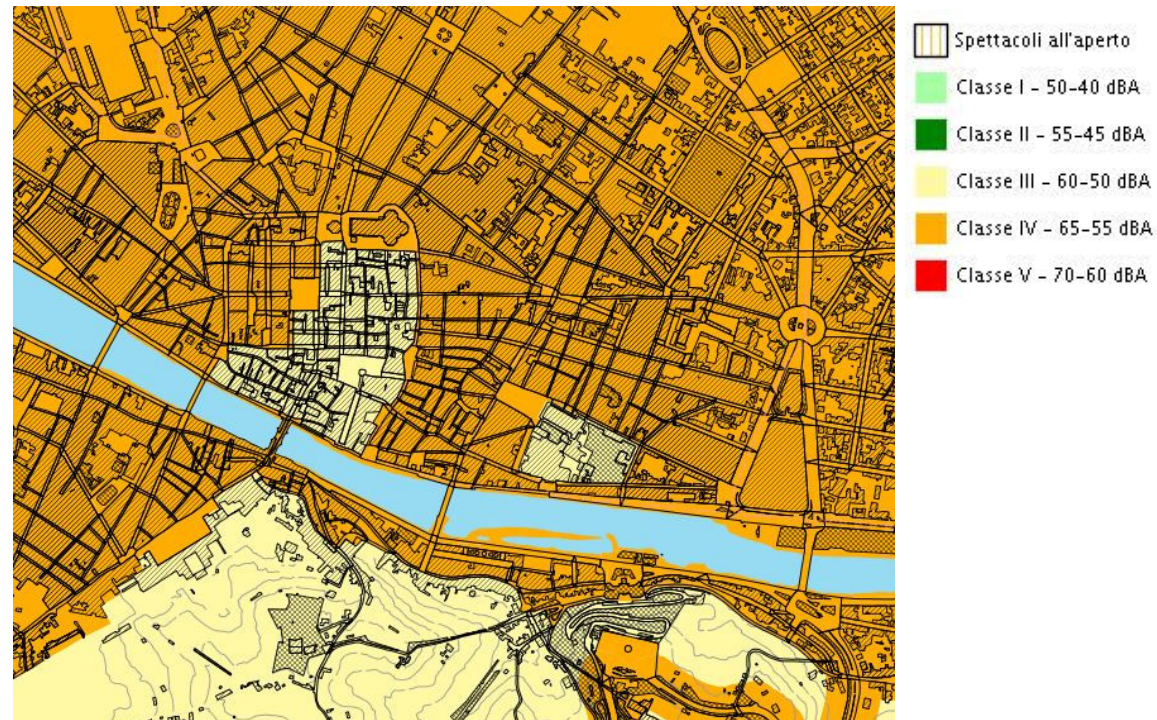 Spettacoli all'aperto
Classe I - 50-40 dBA
Classe II - 55-45 dBA
Classe III - 60-50 dBA
Classe IV - 65-55 dBA
Classe V - 70-60 dBA